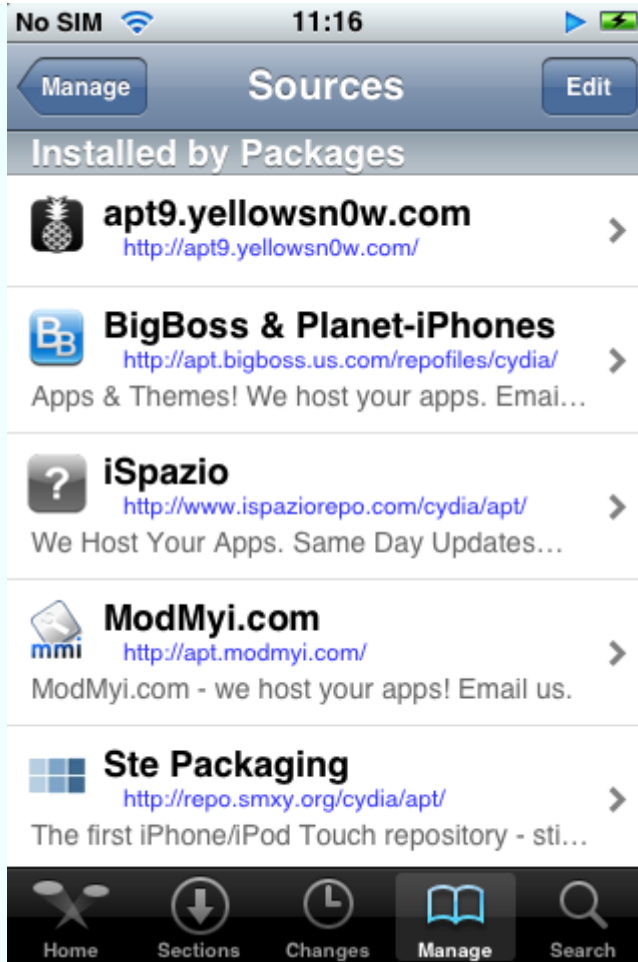 No SIM 11:16
Manage Sources Edit
Installed by Packages
apt9.yellowsn0w.com
http://apt9.yellowsn0w.com/
BB BigBoss & Planet-iPhones
http://apt.bigboss.us.com/repofiles/cydia/
Apps & Themes! We host your apps. Emai...
? iSpazio
http://www.ispaziorepo.com/cydia/apt/
We Host Your Apps. Same Day Updates...
mmi ModMyi.com
http://apt.modmyi.com/
ModMyi.com - we host your apps! Email us.
Ste Packaging
http://repo.smxy.org/cydia/apt/
The first iPhone/iPod Touch repository - sti...
Home Sections Changes Manage Search